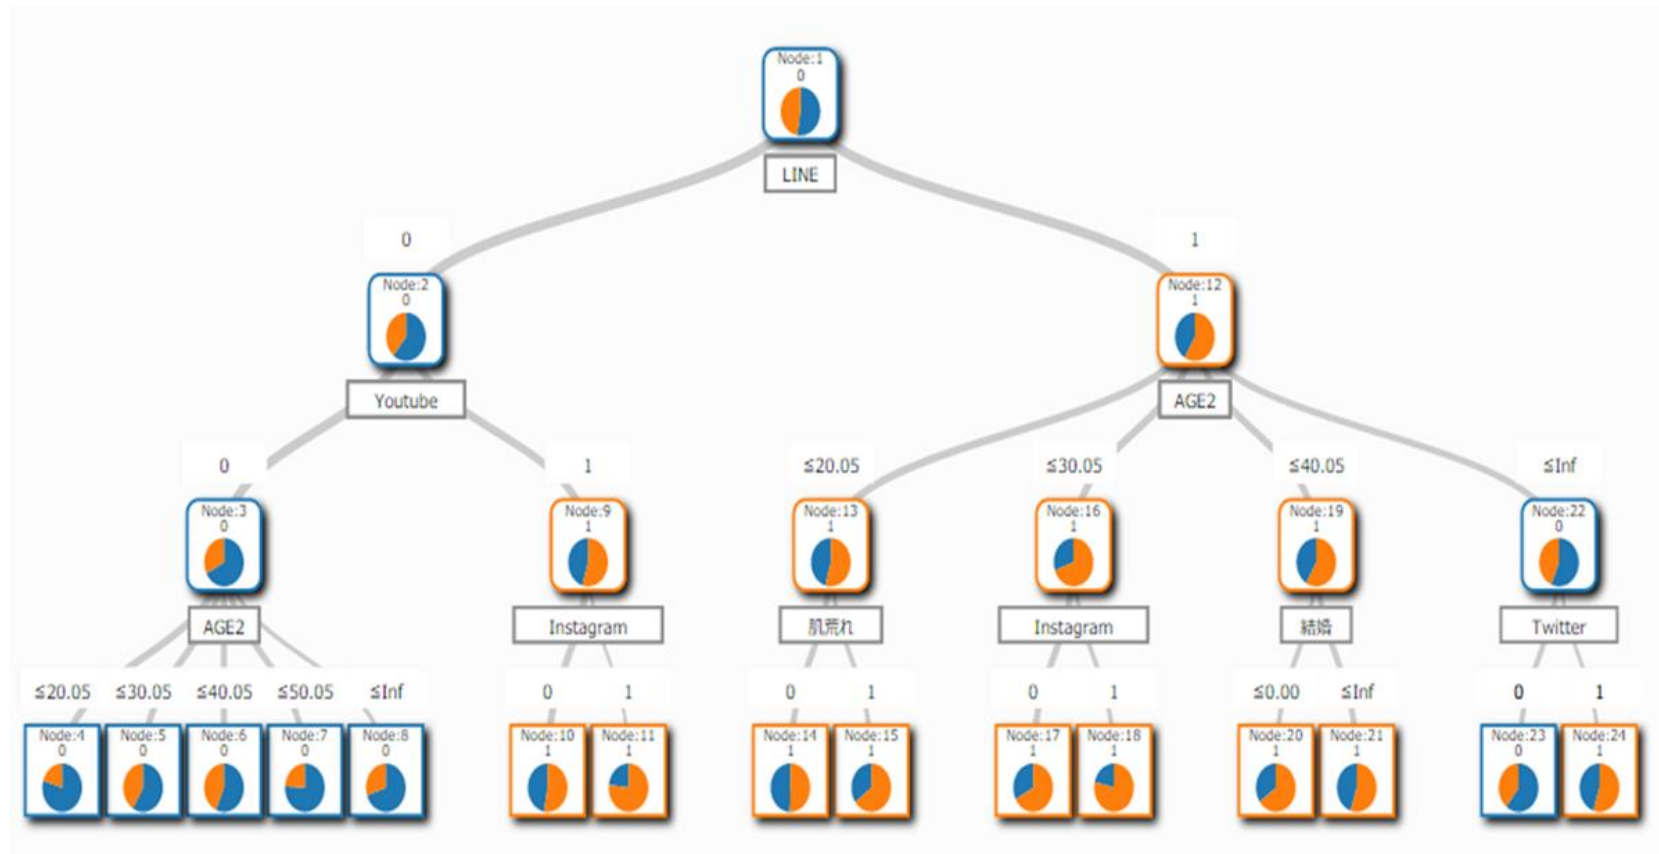 Node:1
0
LINE
0
1
Node:2
0
Node:12
1
Youtube
AGE2
0
1
≤20.05
≤30.05
≤40.05
≤Inf
Node:3
0
Node:9
1
Node:13
1
Node:16
1
Node:19
1
Node:22
0
AGE2
Instagram
肌荒れ
Instagram
結婚
Twitter
≤20.05
≤30.05
≤40.05
≤50.05
≤Inf
0
1
0
1
0
1
≤0.00
≤Inf
0
1
Node:4
0
Node:5
0
Node:6
0
Node:7
0
Node:8
0
Node:10
1
Node:11
1
Node:14
1
Node:15
1
Node:17
1
Node:18
1
Node:20
1
Node:21
1
Node:23
0
Node:24
1